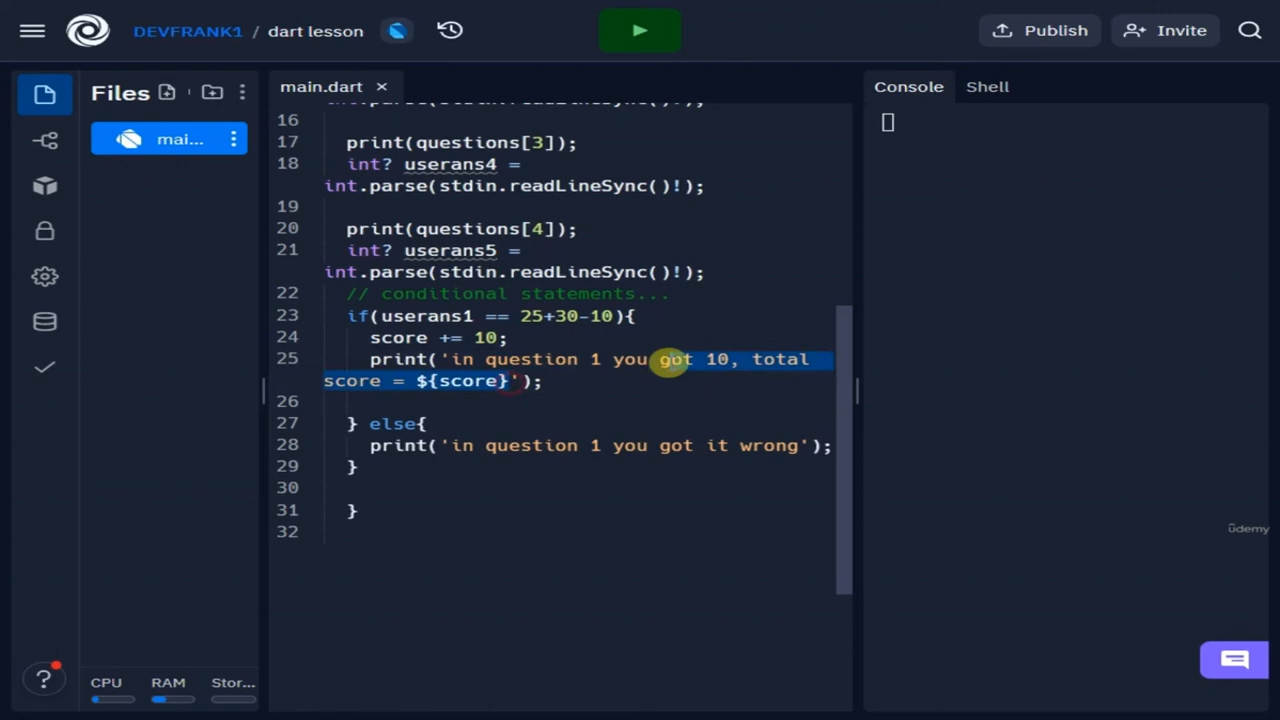 DEVFRANK1 / dart lesson
Publish
Invite
Files
main.dart ×
Console
Shell
mai...
16
17 print(questions[3]);
18 int? userans4 =
int.parse(stdin.readLineSync()!);
19
20 print(questions[4]);
21 int? userans5 =
int.parse(stdin.readLineSync()!);
22 // conditional statements...
23 if(userans1 == 25+30-10){
24 score += 10;
25 print('in question 1 you got 10, total
score = ${score}');
26
27 } else{
28 print('in question 1 you got it wrong');
29 }
30
31 }
32
ûdemy
?
CPU RAM Stor...